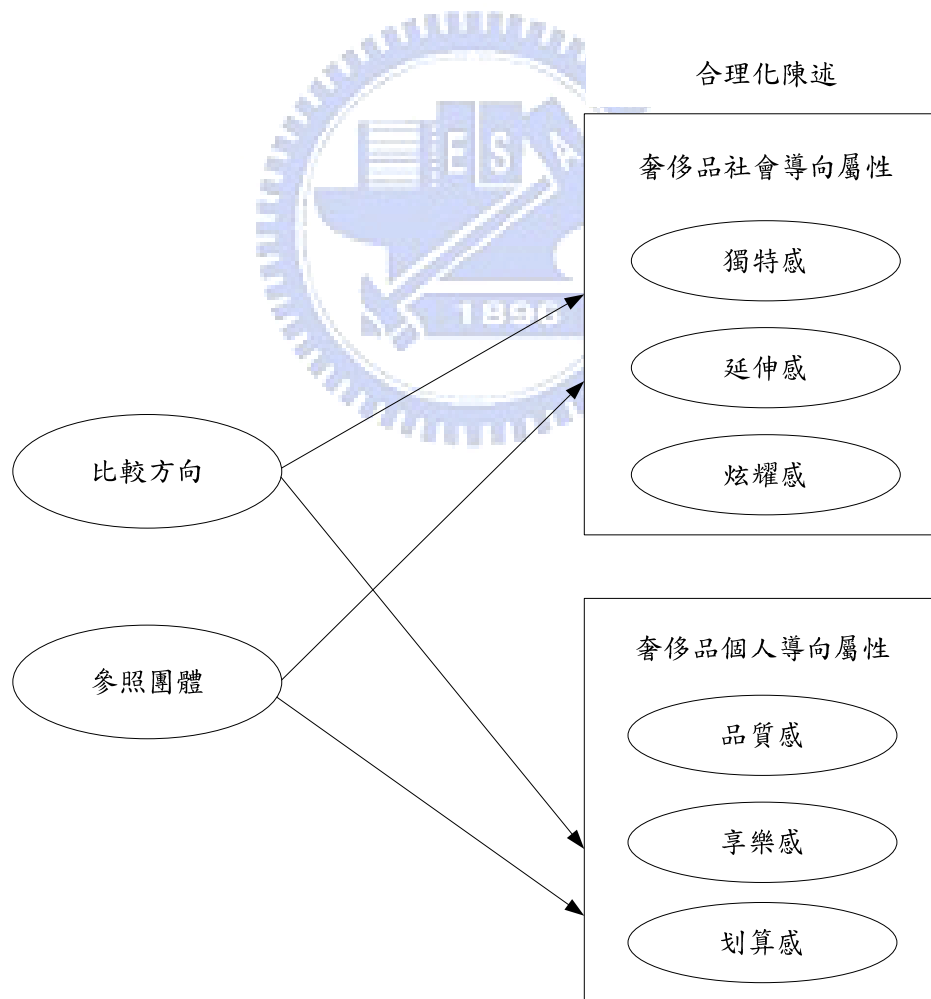 合理化陳述
奢侈品社會導向屬性
獨特感
延伸感
炫耀感
比較方向
參照團體
奢侈品個人導向屬性
品質感
享樂感
划算感
E S A
1896